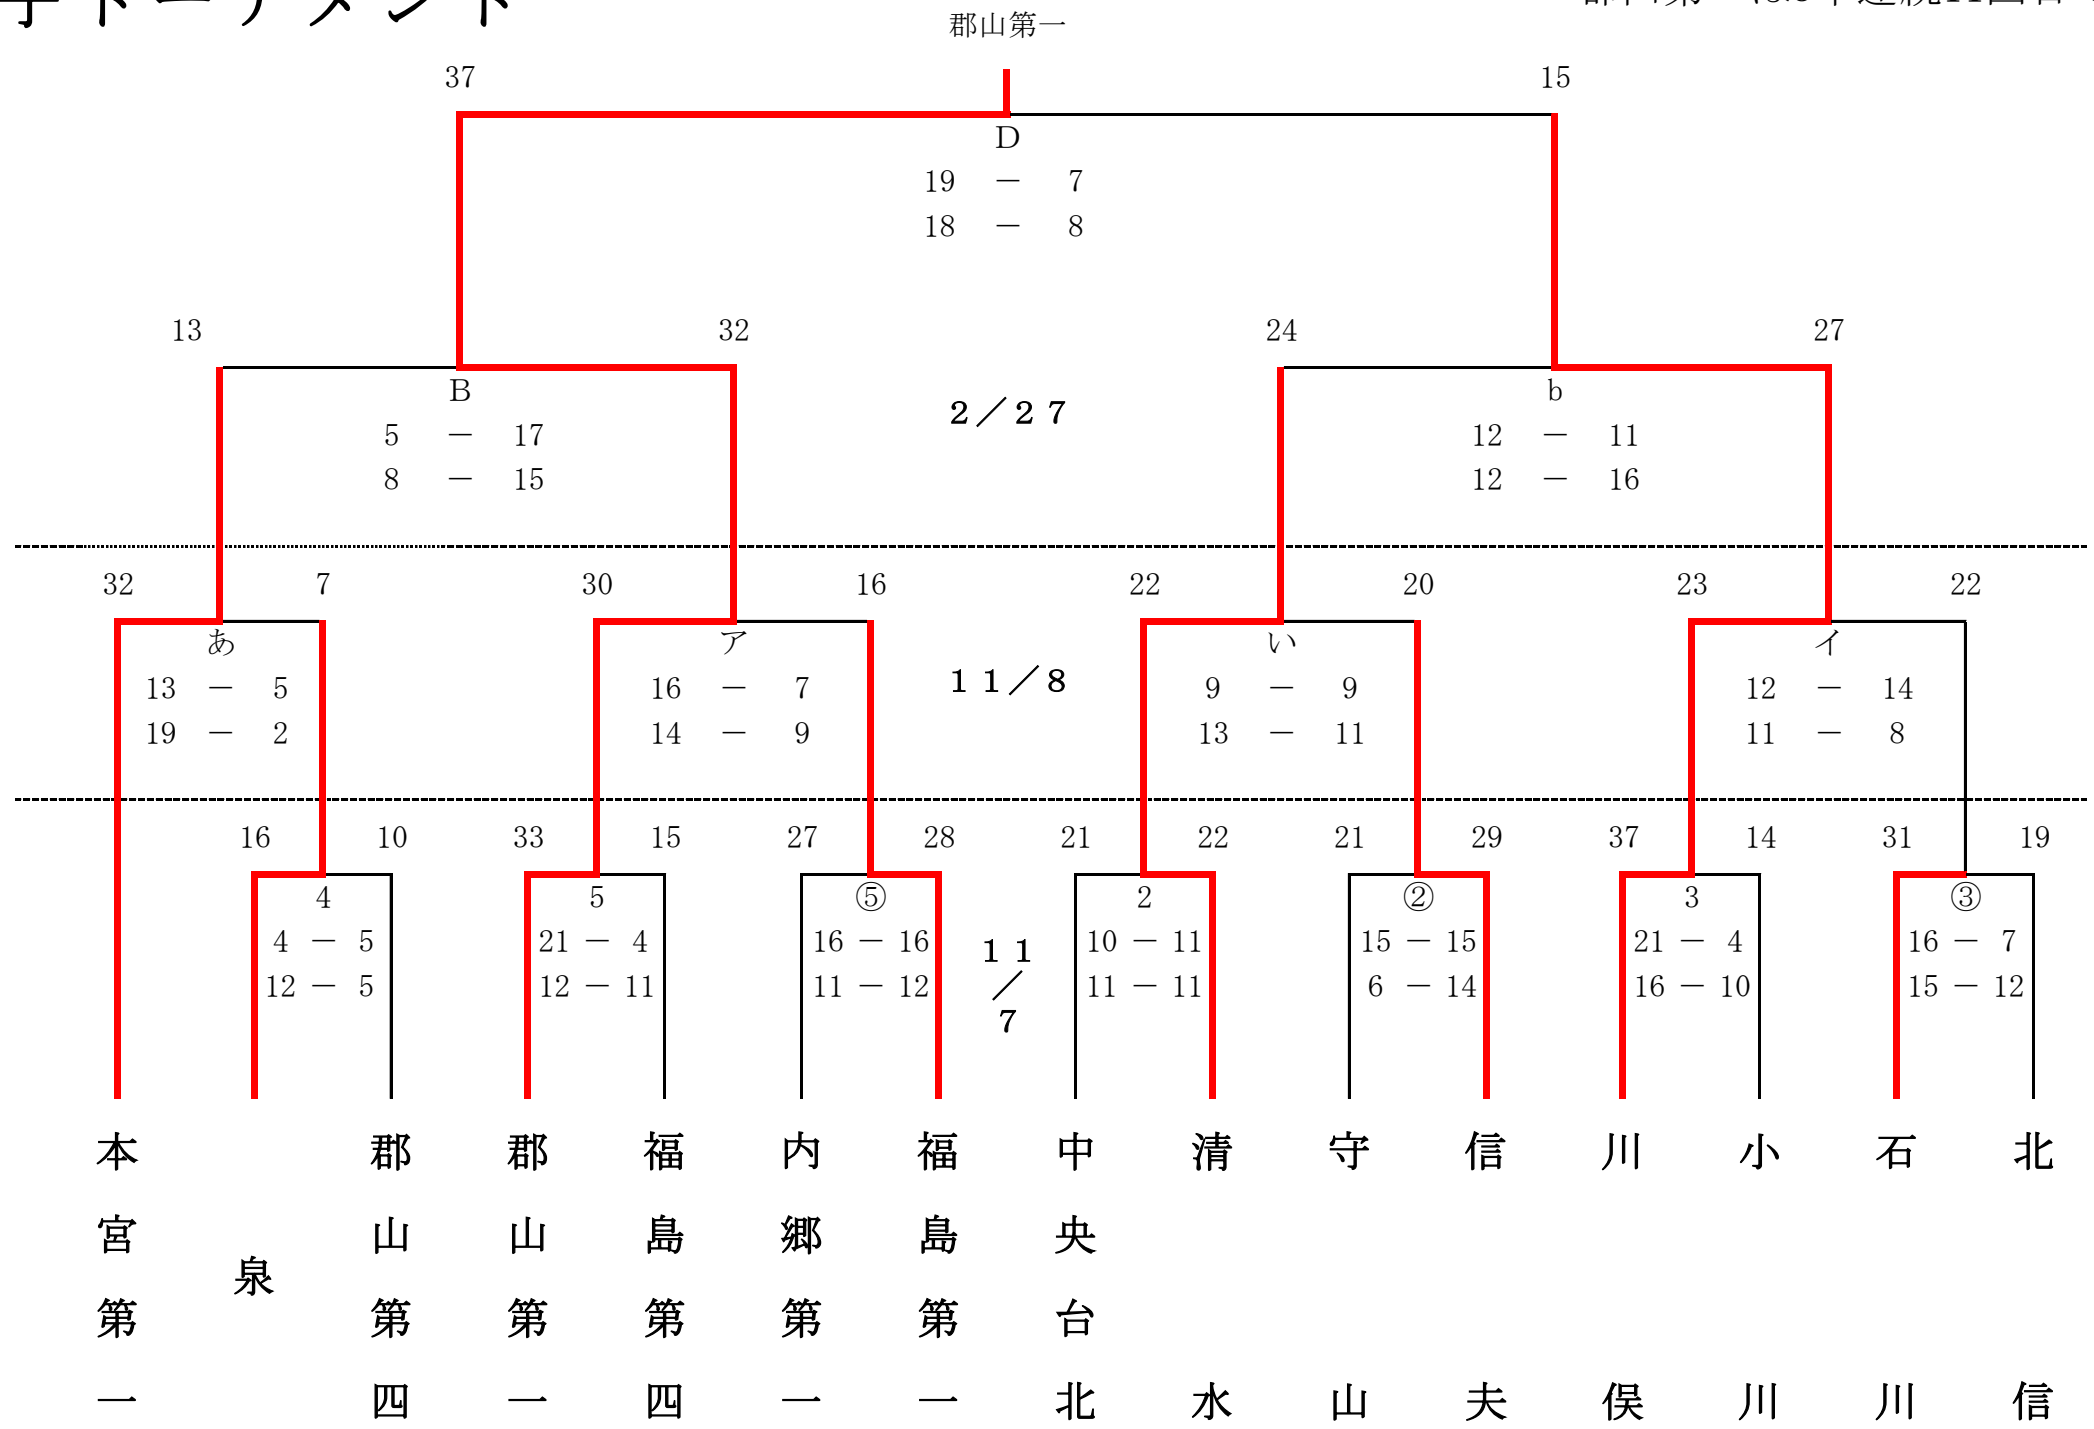 トーナメント
郡山第一
37 15
D
19 － 7
18 － 8
13 32 24 27
B b
2／27
5 － 17 12 － 11
8 － 15 12 － 16
32 7 30 16 22 20 23 22
あ ア い イ
11／8
13 － 5 16 － 7 9 － 9 12 － 14
19 － 2 14 － 9 13 － 11 11 － 8
16 10 33 15 27 28 21 22 21 29 37 14 31 19
4 5 ⑤ 2 ② 3 ③
4 － 5 21 － 4 16 － 16 10 － 11 15 － 15 21 － 4 16 － 7
12 － 5 12 － 11 11 － 12 11 － 11 6 － 14 16 － 10 15 － 12
11／7
本宮第一
泉
郡山第四
郡山第一
福島第四
内郷第一
福島第一
中央台北
清水
守山
信夫
川俣
小川
石川
北信